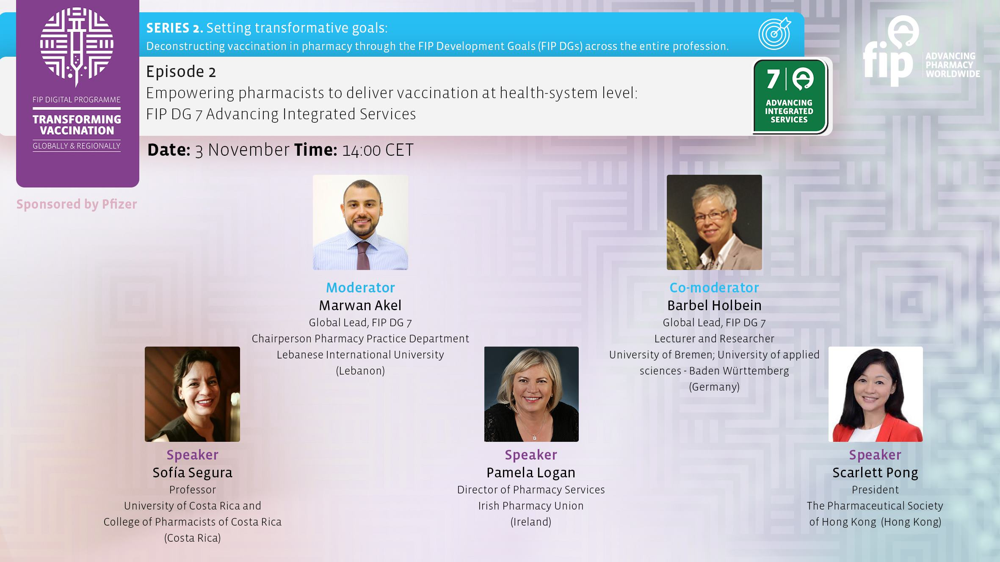 FIP DIGITAL PROGRAMME
TRANSFORMING
VACCINATION
GLOBALLY & REGIONALLY
Sponsored by Pfizer
SERIES 2. Setting transformative goals:
Deconstructing vaccination in pharmacy through the FIP Development Goals (FIP DGs) across the entire profession.
Episode 2
Empowering pharmacists to deliver vaccination at health-system level:
FIP DG 7 Advancing Integrated Services
7
ADVANCING
INTEGRATED
SERVICES
fip
ADVANCING
PHARMACY
WORLDWIDE
Date: 3 November Time: 14:00 CET
Moderator
Marwan Akel
Global Lead, FIP DG 7
Chairperson Pharmacy Practice Department
Lebanese International University
(Lebanon)
Co-moderator
Barbel Holbein
Global Lead, FIP DG 7
Lecturer and Researcher
University of Bremen; University of applied
sciences - Baden Württemberg
(Germany)
Speaker
Sofía Segura
Professor
University of Costa Rica and
College of Pharmacists of Costa Rica
(Costa Rica)
Speaker
Pamela Logan
Director of Pharmacy Services
Irish Pharmacy Union
(Ireland)
Speaker
Scarlett Pong
President
The Pharmaceutical Society
of Hong Kong (Hong Kong)